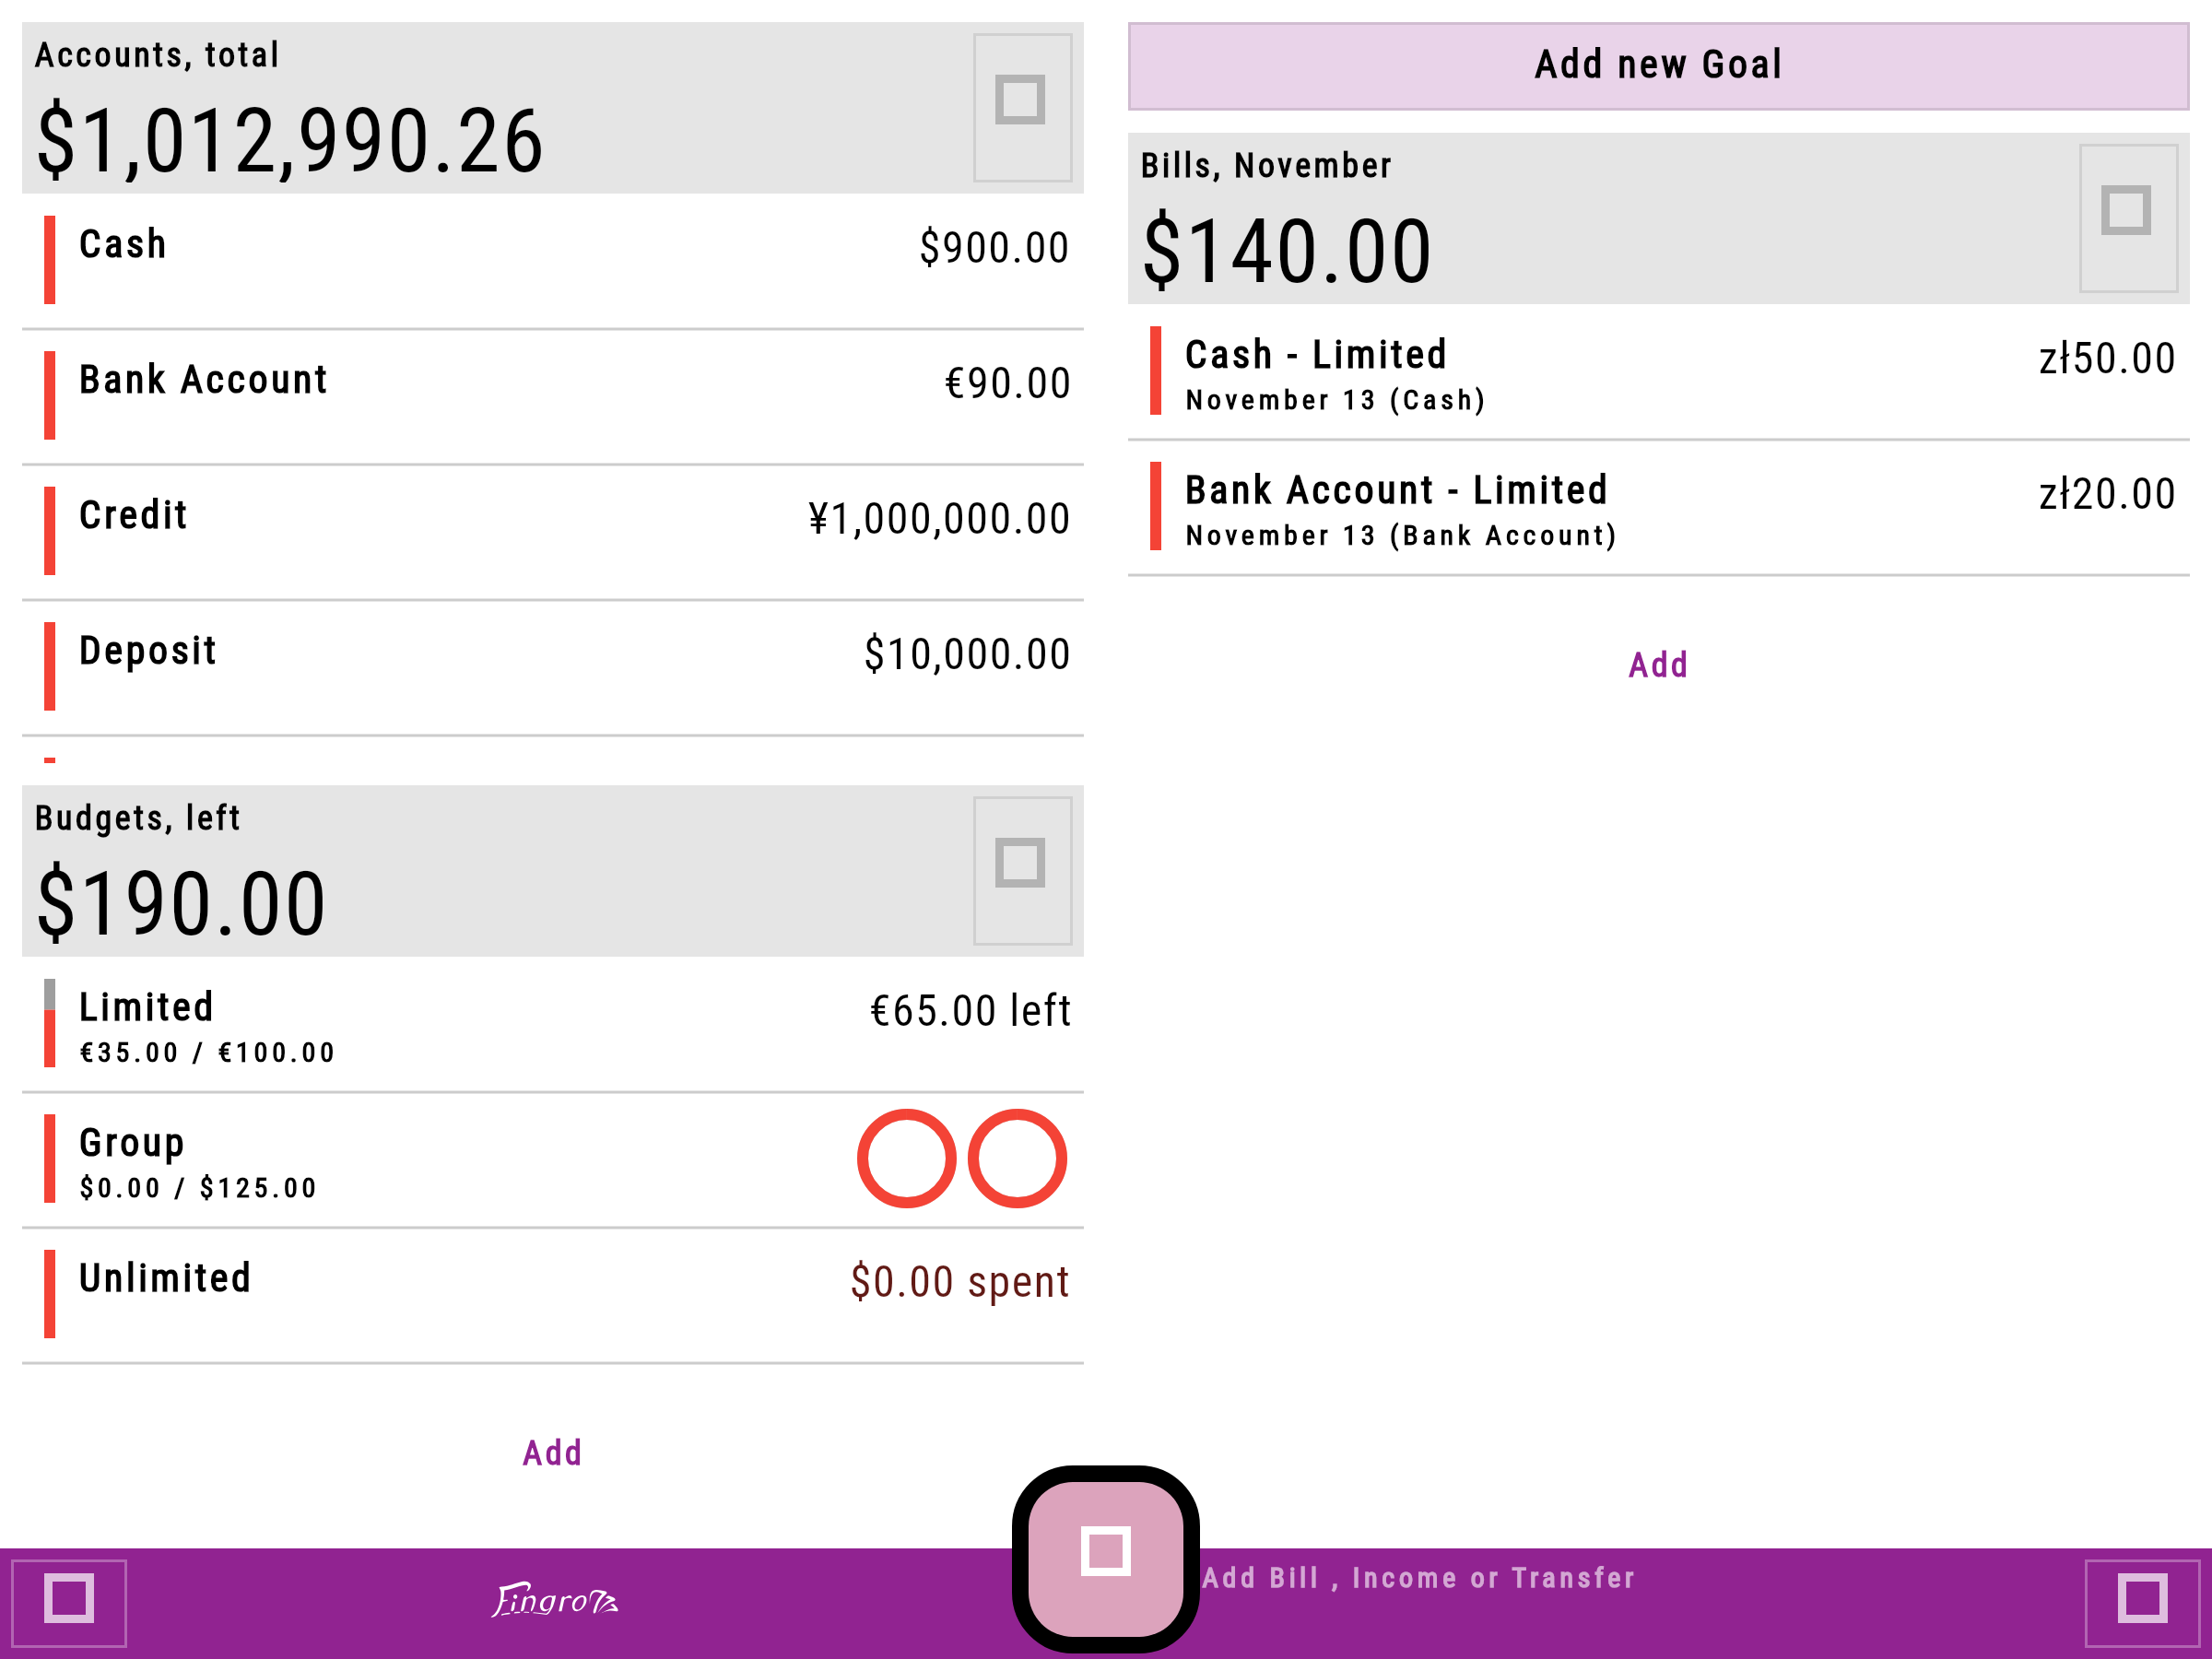 Accounts, total
$1,012,990.26
Cash
$900.00
Bank Account
€90.00
Credit
¥1,000,000.00
Deposit
$10,000.00
Budgets, left
$190.00
Limited
€65.00 left
€35.00 / €100.00
Group
$0.00 / $125.00
Unlimited
$0.00 spent
Add
Add new Goal
Bills, November
$140.00
Cash - Limited
zł50.00
November 13 (Cash)
Bank Account - Limited
zł20.00
November 13 (Bank Account)
Add
Fingrom
Add Bill , Income or Transfer